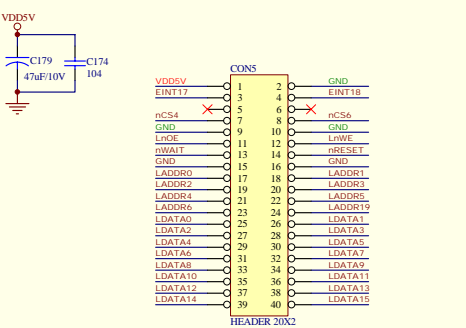 VDD5V
C179
47uF/10V
C174
104
CON5
VDD5V 1 2 GND
EINT17 3 4 EINT18
5 6
nCS4 7 8 nCS6
GND 9 10 GND
LnOE 11 12 LnWE
nWAIT 13 14 nRESET
GND 15 16 GND
LADDR0 17 18 LADDR1
LADDR2 19 20 LADDR3
LADDR4 21 22 LADDR5
LADDR6 23 24 LADDR19
LDATA0 25 26 LDATA1
LDATA2 27 28 LDATA3
LDATA4 29 30 LDATA5
LDATA6 31 32 LDATA7
LDATA8 33 34 LDATA9
LDATA10 35 36 LDATA11
LDATA12 37 38 LDATA13
LDATA14 39 40 LDATA15
HEADER 20X2